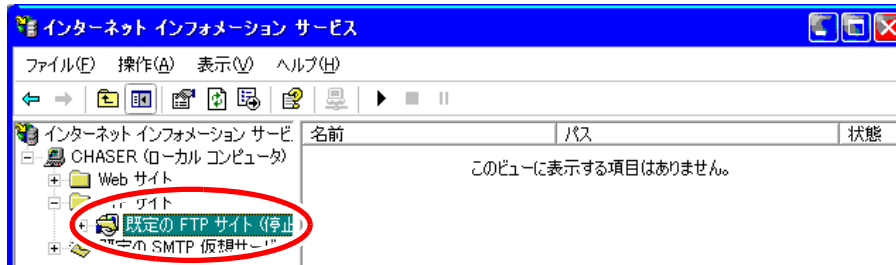 インターネット インフォメーション サービス
ファイル(F) 操作(A) 表示(V) ヘルプ(H)
インターネット インフォメーション サービ
名前 パス 状態
CHASER (ローカル コンピュータ)
このビューに表示する項目はありません。
Web サイト
サイト
既定の FTP サイト (停止
SMTP 仮想サー